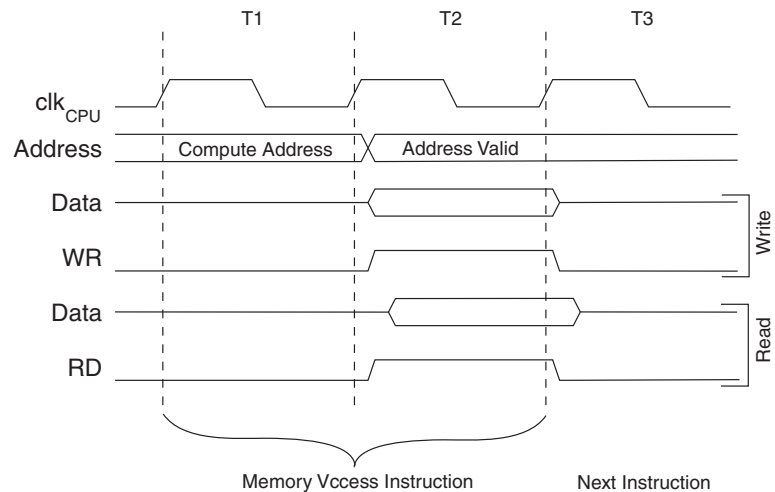 T1 T2 T3
clkCPU
Address Compute Address Address Valid
Data
WR
Write
Data
RD
Read
Memory Vccess Instruction Next Instruction